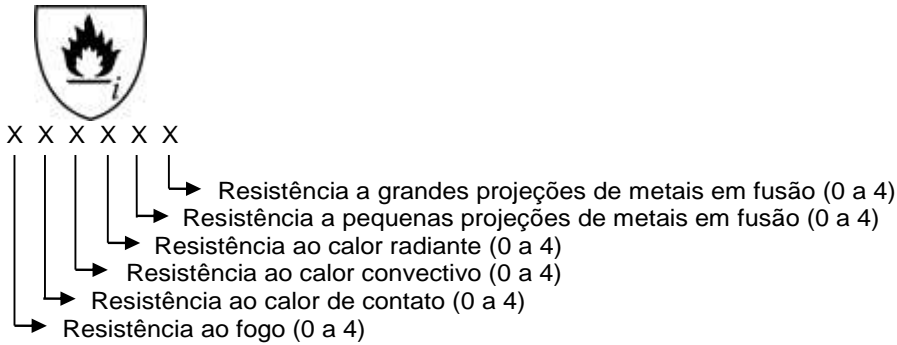 i
X X X X X X
Resistência a grandes projeções de metais em fusão (0 a 4)
Resistência a pequenas projeções de metais em fusão (0 a 4)
Resistência ao calor radiante (0 a 4)
Resistência ao calor convectivo (0 a 4)
Resistência ao calor de contato (0 a 4)
Resistência ao fogo (0 a 4)